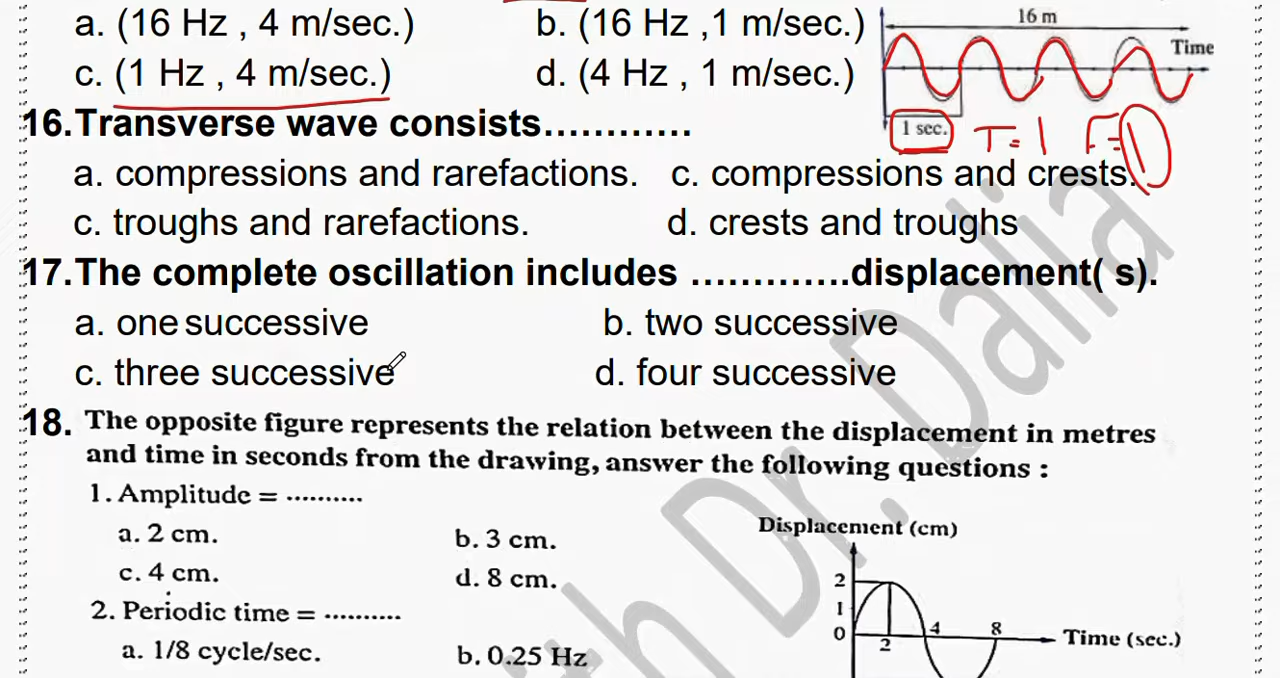 a. (16 Hz , 4 m/sec.) b. (16 Hz ,1 m/sec.)
c. (1 Hz , 4 m/sec.) d. (4 Hz , 1 m/sec.)
16 m
Time
1 sec. T = 1 F = 1
16.Transverse wave consists…………
a. compressions and rarefactions. c. compressions and crests.
c. troughs and rarefactions. d. crests and troughs
17.The complete oscillation includes ………….displacement( s).
a. one successive b. two successive
c. three successive d. four successive
18. The opposite figure represents the relation between the displacement in metres
and time in seconds from the drawing, answer the following questions :
1. Amplitude = ..........
a. 2 cm. b. 3 cm.
c. 4 cm. d. 8 cm.
2. Periodic time = ..........
a. 1/8 cycle/sec. b. 0.25 Hz
Displacement (cm)
2
1
0
2 4 8
Time (sec.)
th Dr. Dalia